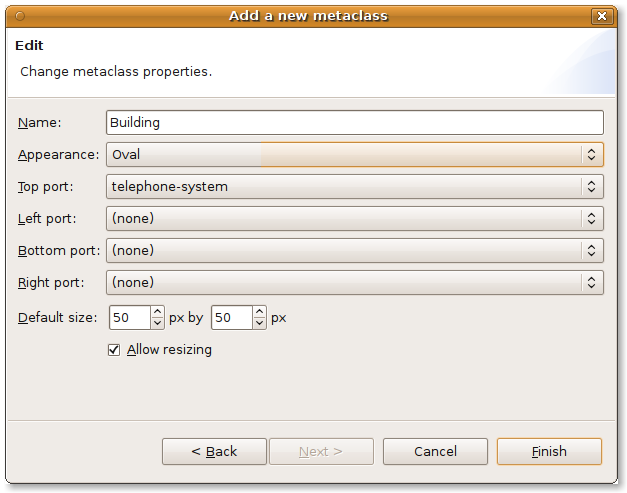 Add a new metaclass
Edit
Change metaclass properties.
Name: Building
Appearance: Oval
Top port: telephone-system
Left port: (none)
Bottom port: (none)
Right port: (none)
Default size: 50 px by 50 px
Allow resizing
< Back Next > Cancel Finish